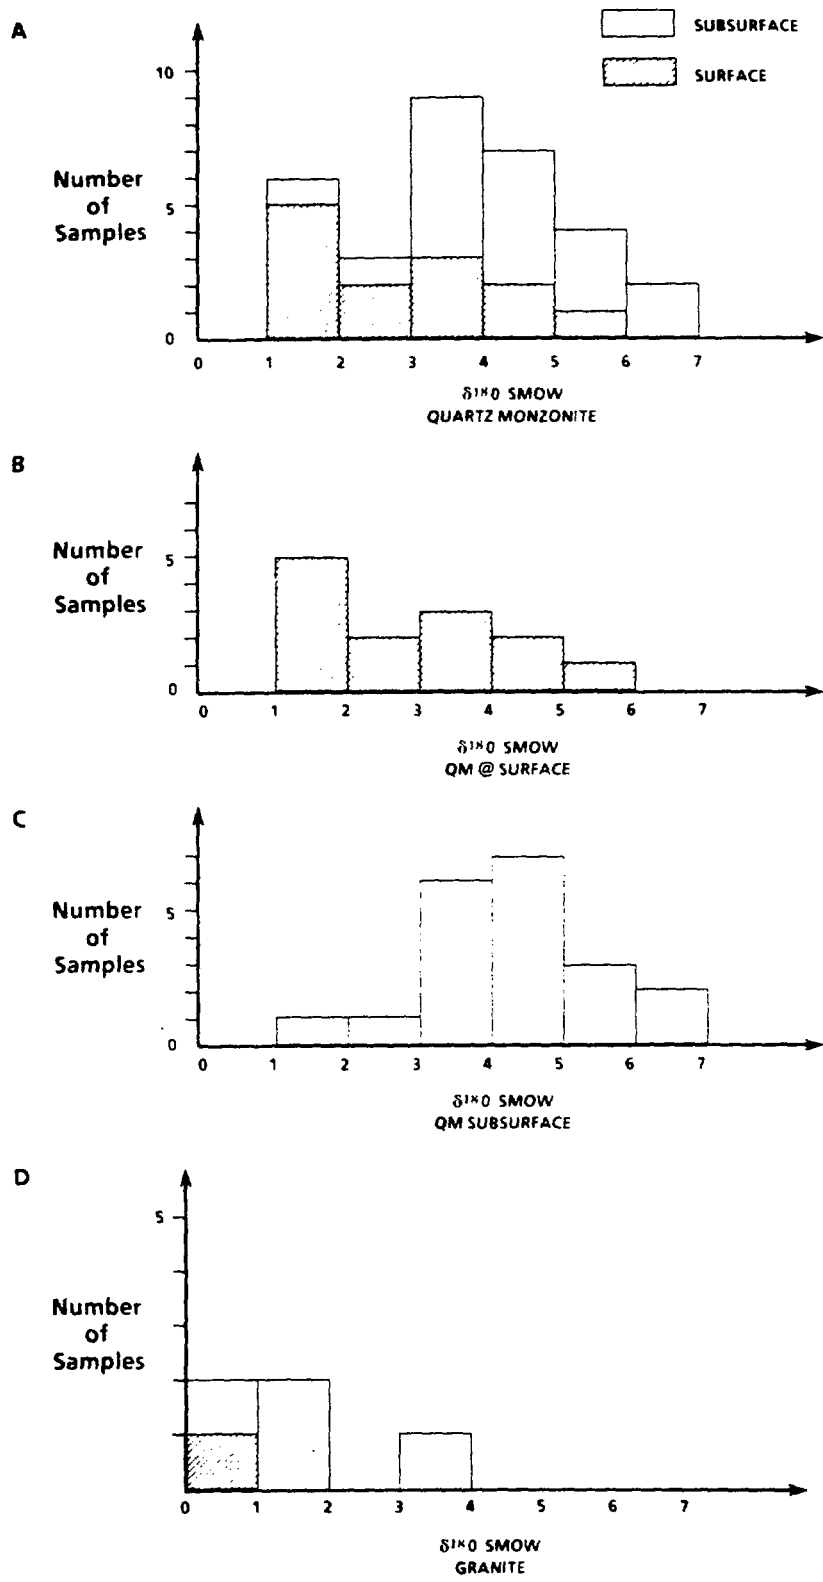 A
SUBSURFACE
SURFACE
10
Number
of
Samples
5
0
0 1 2 3 4 5 6 7
δ¹⁸O SMOW
QUARTZ MONZONITE
B
Number
of
Samples
5
0
0 1 2 3 4 5 6 7
δ¹⁸O SMOW
QM @ SURFACE
C
Number
of
Samples
5
0
0 1 2 3 4 5 6 7
δ¹⁸O SMOW
QM SUBSURFACE
D
5
Number
of
Samples
0 1 2 3 4 5 6 7
δ¹⁸O SMOW
GRANITE